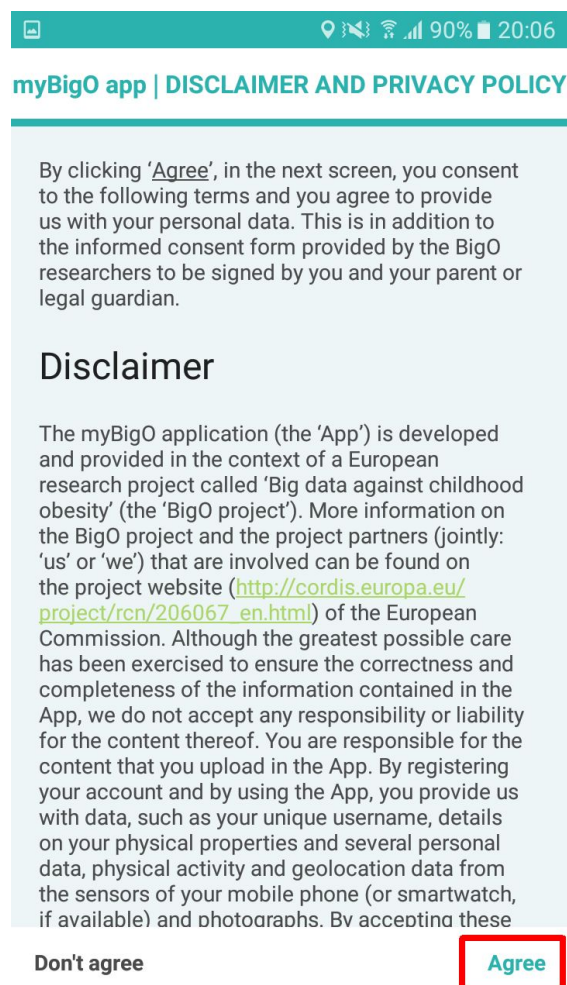 90% 20:06
myBigO app | DISCLAIMER AND PRIVACY POLICY
By clicking ‘Agree’, in the next screen, you consent
to the following terms and you agree to provide
us with your personal data. This is in addition to
the informed consent form provided by the BigO
researchers to be signed by you and your parent or
legal guardian.
Disclaimer
The myBigO application (the ‘App’) is developed
and provided in the context of a European
research project called ‘Big data against childhood
obesity’ (the ‘BigO project’). More information on
the BigO project and the project partners (jointly:
‘us’ or ‘we’) that are involved can be found on
the project website (http://cordis.europa.eu/
project/rcn/206067_en.html) of the European
Commission. Although the greatest possible care
has been exercised to ensure the correctness and
completeness of the information contained in the
App, we do not accept any responsibility or liability
for the content thereof. You are responsible for the
content that you upload in the App. By registering
your account and by using the App, you provide us
with data, such as your unique username, details
on your physical properties and several personal
data, physical activity and geolocation data from
the sensors of your mobile phone (or smartwatch,
if available) and photographs. By accepting these
Don't agree
Agree